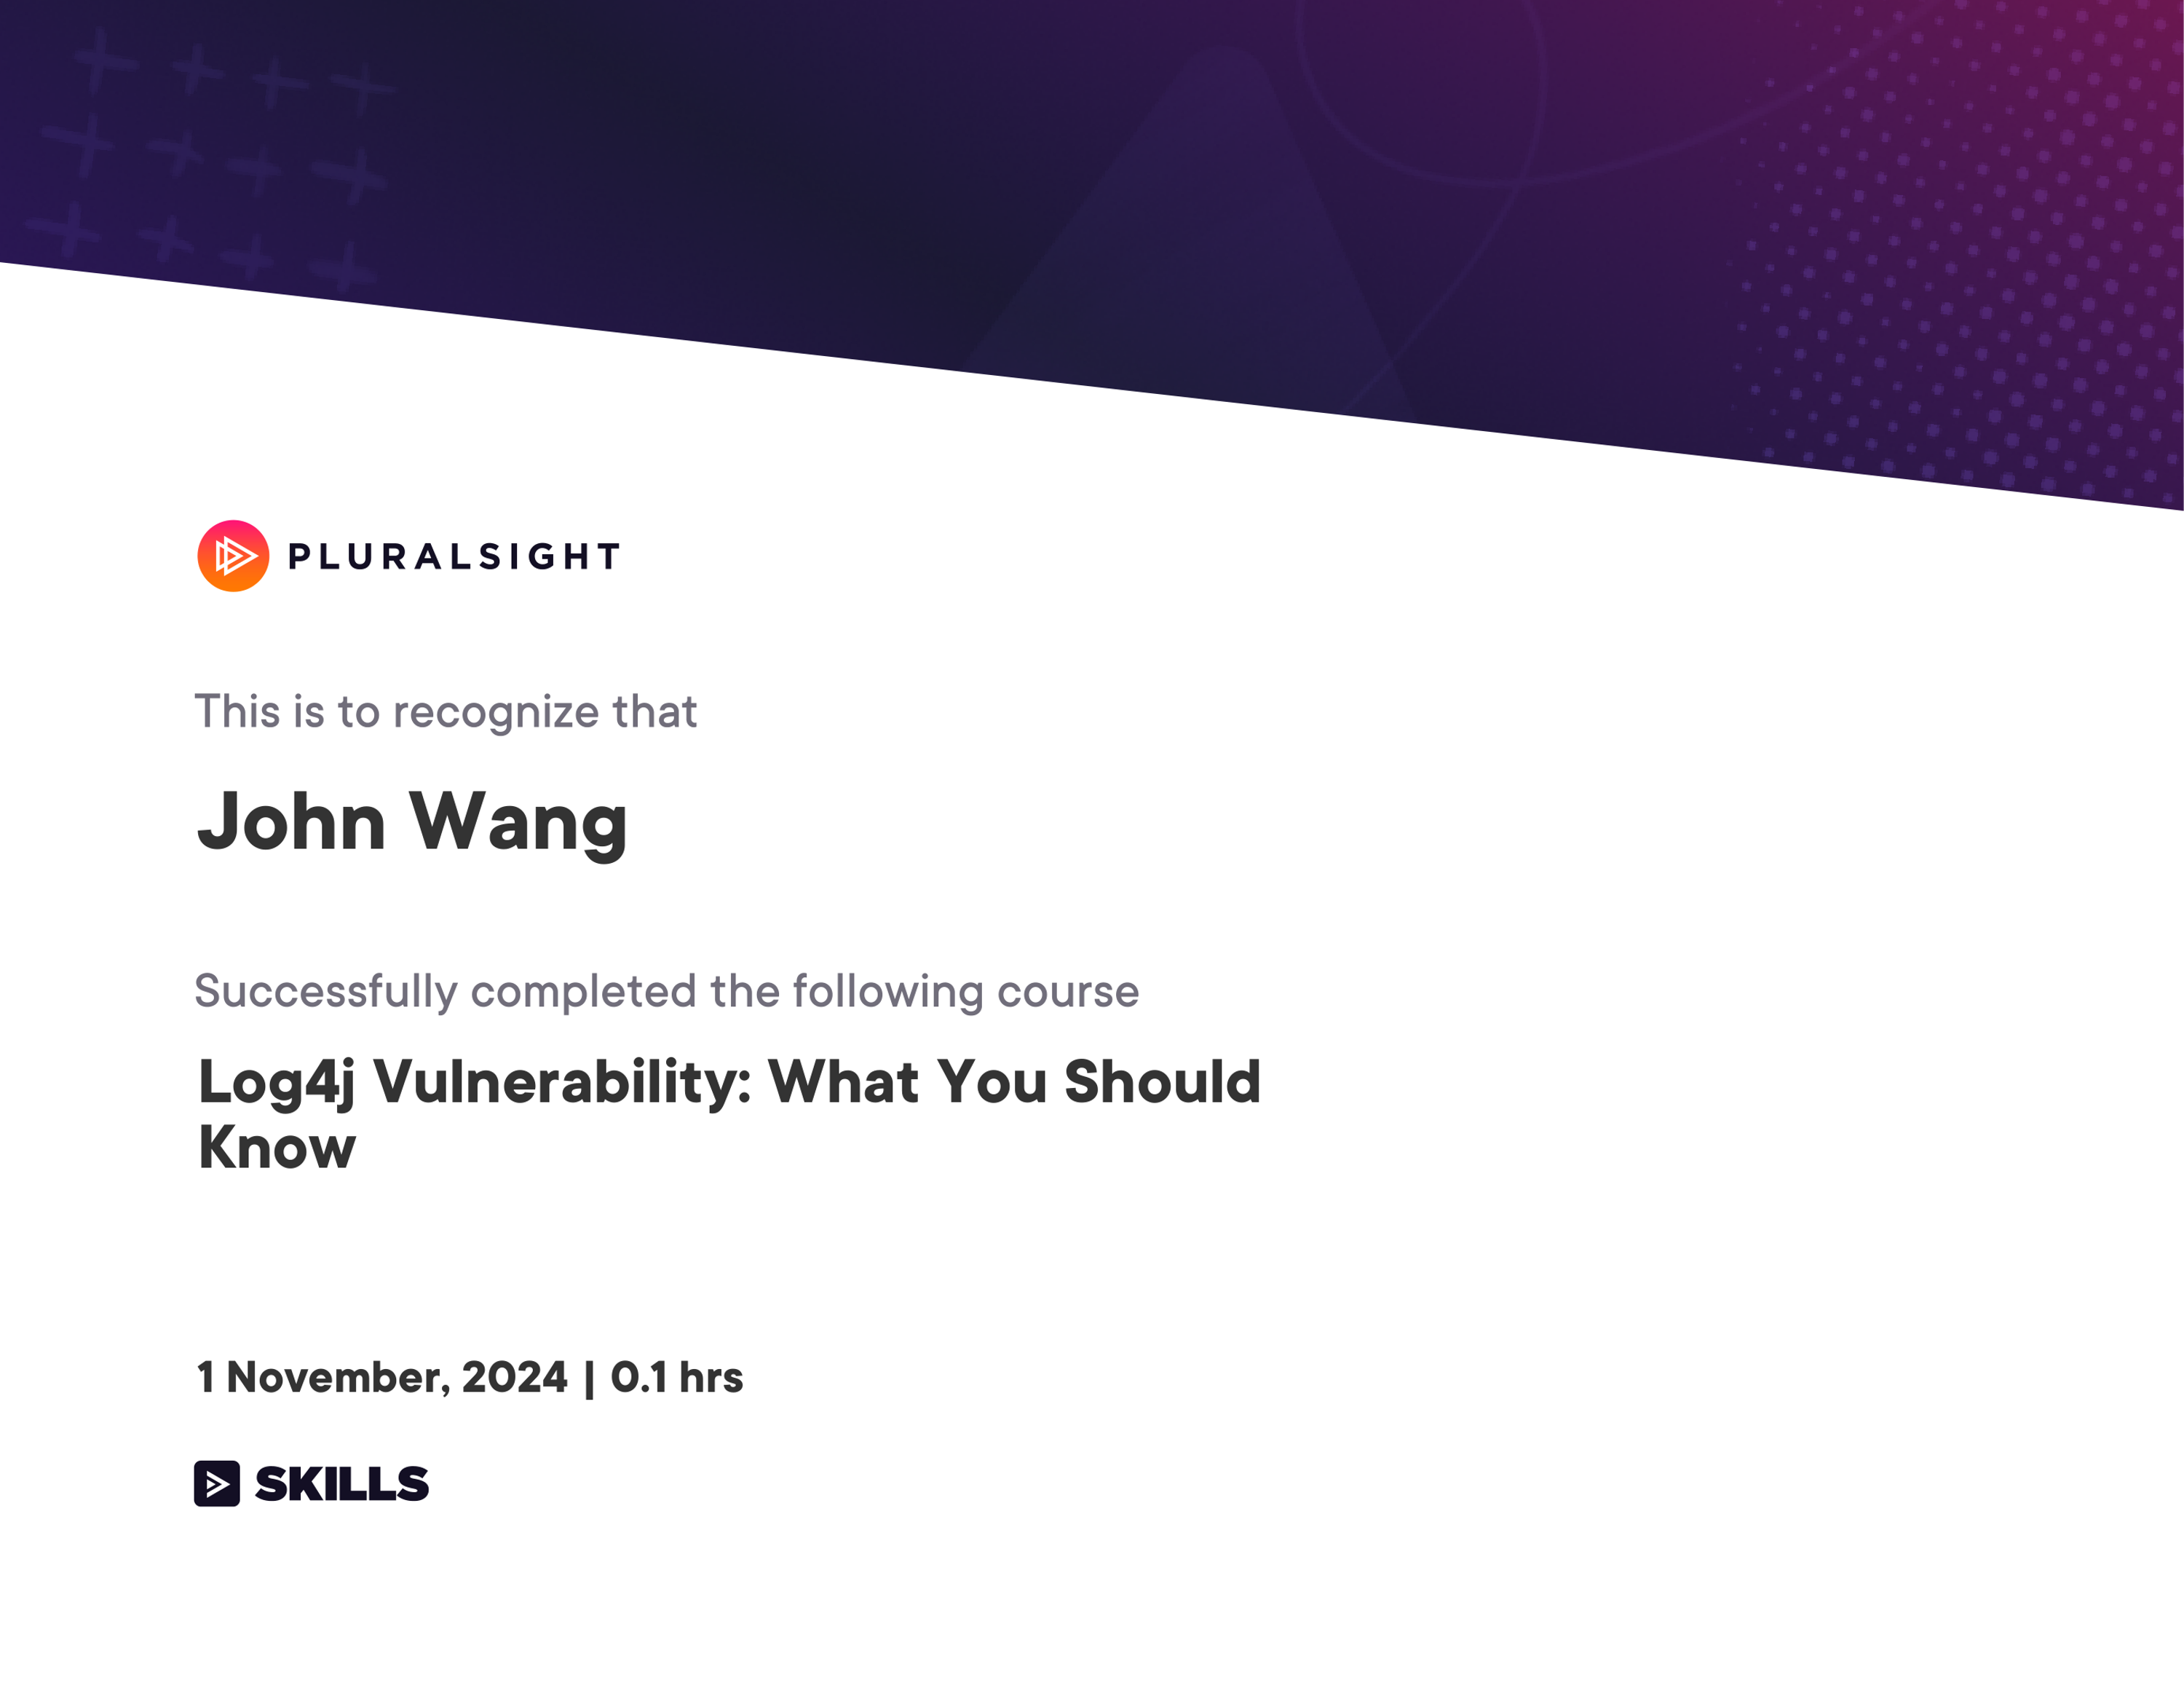 PLURALSIGHT
This is to recognize that
John Wang
Successfully completed the following course
Log4j Vulnerability: What You Should
Know
1 November, 2024 | 0.1 hrs
SKILLS